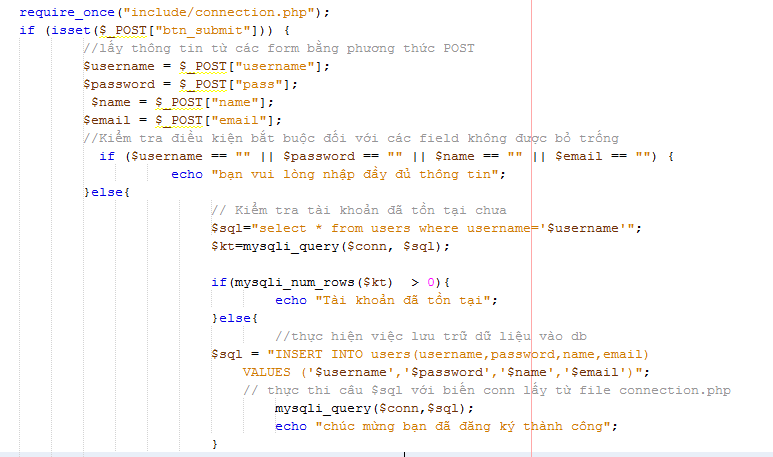 require_once("include/connection.php");
if (isset($_POST["btn_submit"])) {
//lấy thông tin từ các form bằng phương thức POST
$username = $_POST["username"];
$password = $_POST["pass"];
$name = $_POST["name"];
$email = $_POST["email"];
//Kiểm tra điều kiện bắt buộc đối với các field không được bỏ trống
if ($username == "" || $password == "" || $name == "" || $email == "") {
echo "bạn vui lòng nhập đầy đủ thông tin";
}else{
// Kiểm tra tài khoản đã tồn tại chưa
$sql="select * from users where username='$username'";
$kt=mysqli_query($conn, $sql);
if(mysqli_num_rows($kt)  > 0){
echo "Tài khoản đã tồn tại";
}else{
//thực hiện việc lưu trữ dữ liệu vào db
$sql = "INSERT INTO users(username,password,name,email)
VALUES ('$username','$password','$name','$email')";
// thực thi câu $sql với biến conn lấy từ file connection.php
mysqli_query($conn,$sql);
echo "chúc mừng bạn đã đăng ký thành công";
}